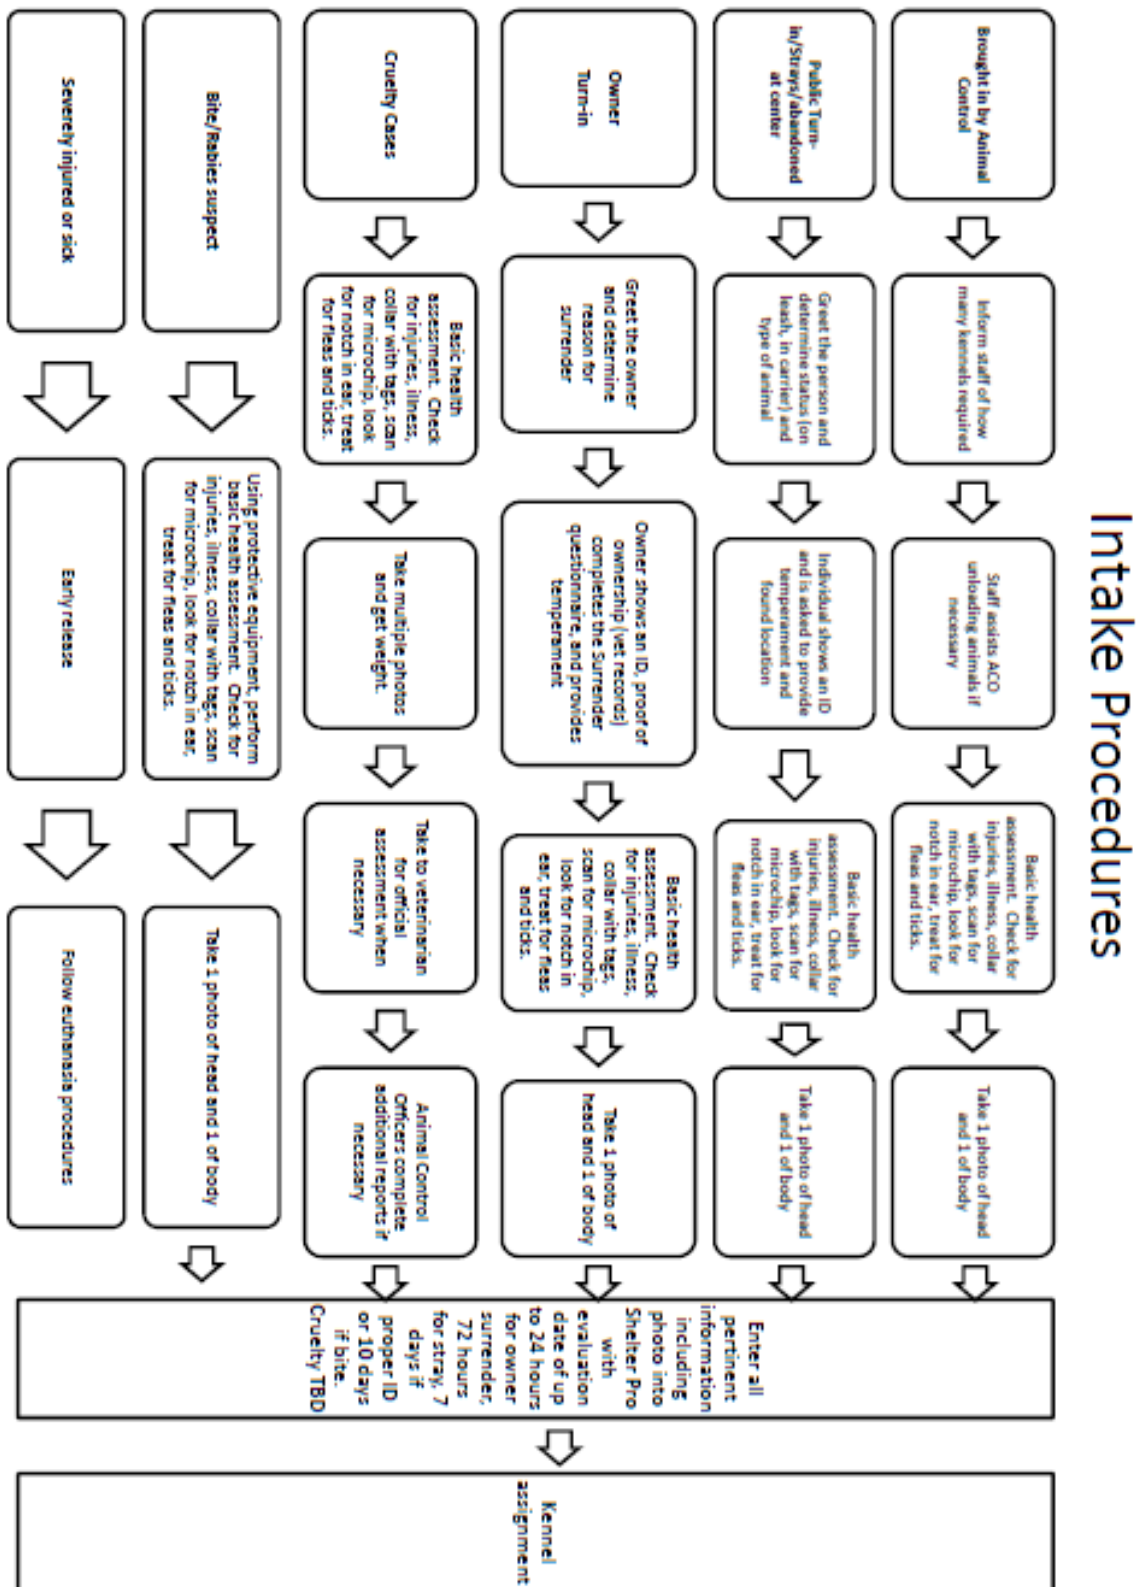 Intake Procedures
Brought in by Animal
Control
Inform staff of how
many kennels required
Staff assists ACO
unloading animals if
necessary
Basic health
assessment. Check for
injuries, illness, collar
with tags, scan for
microchip, look for
notch in ear, treat for
fleas and ticks.
Take 1 photo of head
and 1 of body
Public Turn-
in/Strays/abandoned
at center
Greet the person and
determine status (on
leash, in carrier) and
type of animal
Individual shows an ID
and is asked to provide
temperament and
found location
Basic health
assessment. Check for
injuries, illness, collar
with tags, scan for
microchip, look for
notch in ear, treat for
fleas and ticks.
Take 1 photo of head
and 1 of body
Owner
Turn-in
Greet the owner
and determine
reason for
surrender
Owner shows an ID, proof of
ownership (vet records)
completes the Surrender
questionnaire, and provides
temperament
Basic health
assessment. Check
for injuries, illness,
collar with tags,
scan for microchip,
look for notch in
ear, treat for fleas
and ticks.
Take 1 photo of
head and 1 of body
Cruelty Cases
Basic health
assessment. Check
for injuries, illness,
collar with tags, scan
for microchip, look
for notch in ear, treat
for fleas and ticks.
Take multiple photos
and get weight.
Take to veterinarian
for official
assessment when
necessary
Animal Control
Officers complete
additional reports if
necessary
Bite/Rabies suspect
Using protective equipment, perform
basic health assessment. Check for
injuries, illness, collar with tags, scan
for microchip, look for notch in ear,
treat for fleas and ticks.
Take 1 photo of head and 1 of body
Severely injured or sick
Early release
Follow euthanasia procedures
Enter all
pertinent
information
including
photo into
Shelter Pro
with
evaluation
date of up
to 24 hours
for owner
surrender,
72 hours
for stray, 7
days if
proper ID
or 10 days
if bite.
Cruelty TBD
Kennel
assignment